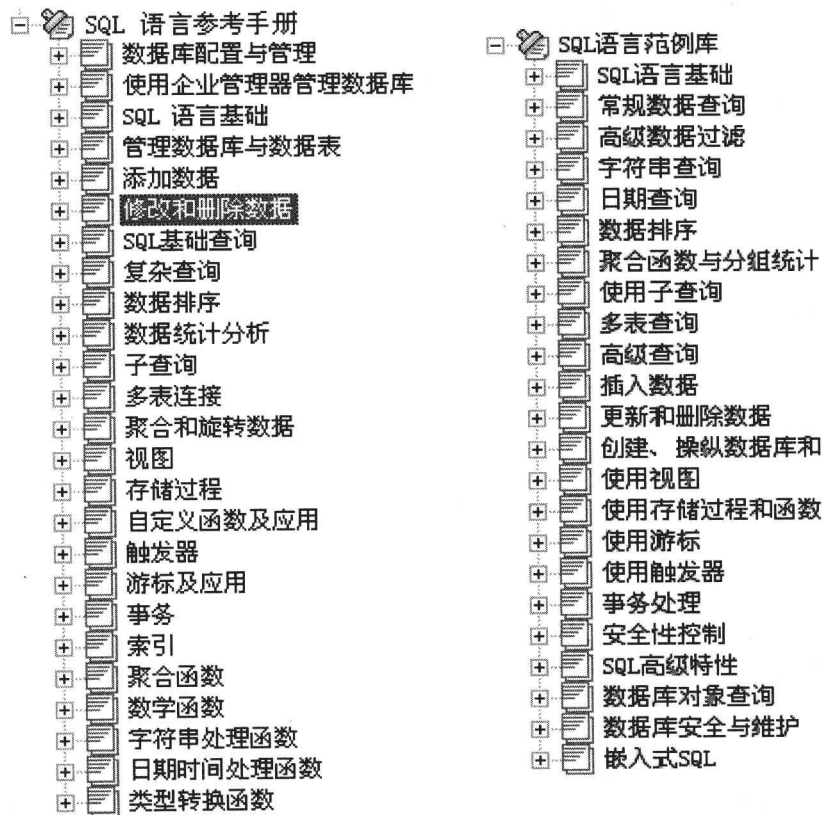 SQL 语言参考手册
数据库配置与管理
使用企业管理器管理数据库
SQL 语言基础
管理数据库与数据表
添加数据
修改和删除数据
SQL基础查询
复杂查询
数据排序
数据统计分析
子查询
多表连接
聚合和旋转数据
视图
存储过程
自定义函数及应用
触发器
游标及应用
事务
索引
聚合函数
数学函数
字符串处理函数
日期时间处理函数
类型转换函数
SQL语言范例库
SQL语言基础
常规数据查询
高级数据过滤
字符串查询
日期查询
数据排序
聚合函数与分组统计
使用子查询
多表查询
高级查询
插入数据
更新和删除数据
创建、操纵数据库和
使用视图
使用存储过程和函数
使用游标
使用触发器
事务处理
安全性控制
SQL高级特性
数据库对象查询
数据库安全与维护
嵌入式SQL